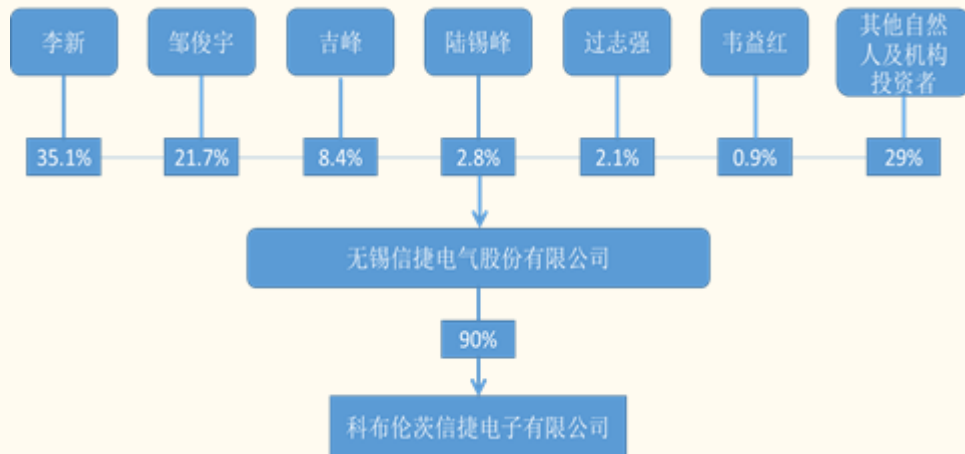 李新
邹俊宇
吉峰
陆锡峰
过志强
韦益红
其他自然
人及机构
投资者
35.1%
21.7%
8.4%
2.8%
2.1%
0.9%
29%
无锡信捷电气股份有限公司
90%
科布伦茨信捷电子有限公司